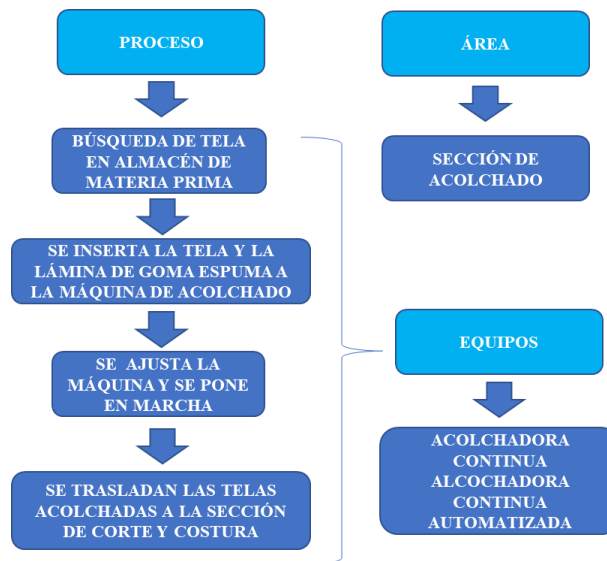 PROCESO
BÚSQUEDA DE TELA
EN ALMACÉN DE
MATERIA PRIMA
SE INSERTA LA TELA Y LA
LÁMINA DE GOMA ESPUMA A
LA MÁQUINA DE ACOLCHADO
SE AJUSTA LA
MÁQUINA Y SE PONE
EN MARCHA
SE TRASLADAN LAS TELAS
ACOLCHADAS A LA SECCIÓN
DE CORTE Y COSTURA
ÁREA
SECCIÓN DE
ACOLCHADO
EQUIPOS
ACOLCHADORA
CONTINUA
ALCOCHADORA
CONTINUA
AUTOMATIZADA